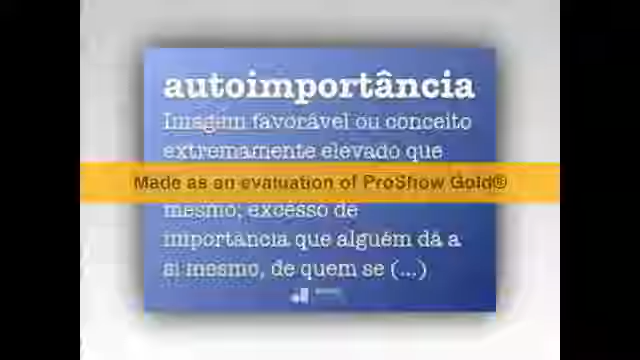 autoimportância
Imagem favorável ou conceito
extremamente elevado que
Made as an evaluation of ProShow Gold®
mesmo; excesso de
importância que alguém dá a
si mesmo, de quem se (...)